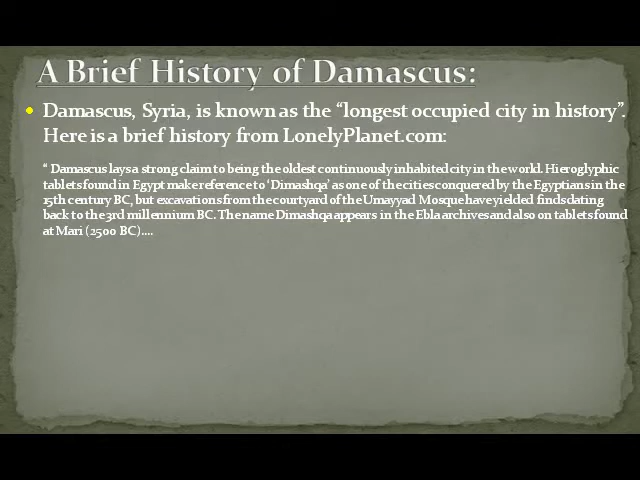 A Brief History of Damascus:
• Damascus, Syria, is known as the “longest occupied city in history”.
Here is a brief history from LonelyPlanet.com:
“ Damascus lays a strong claim to being the oldest continuously inhabited city in the world. Hieroglyphic
tablets found in Egypt make reference to ‘Dimashqa’ as one of the cities conquered by the Egyptians in the
15th century BC, but excavations from the courtyard of the Umayyad Mosque have yielded finds dating
back to the 3rd millennium BC. The name Dimashqa appears in the Ebla archives and also on tablets found
at Mari (2500 BC)....